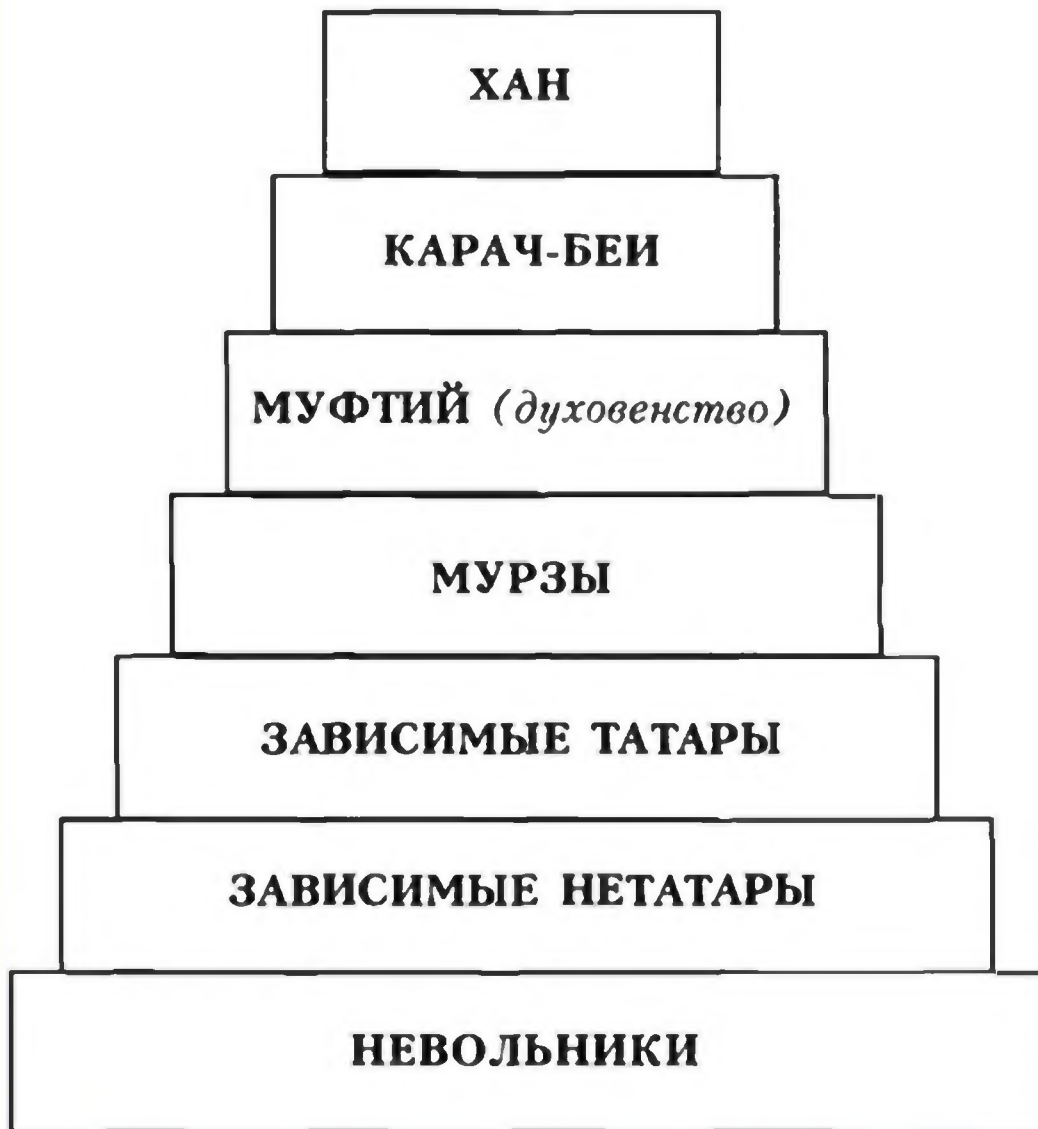 ХАН
КАРАЧ-БЕИ
МУФТИЙ (духовенство)
МУРЗЫ
ЗАВИСИМЫЕ ТАТАРЫ
ЗАВИСИМЫЕ НЕТАТАРЫ
НЕВОЛЬНИКИ